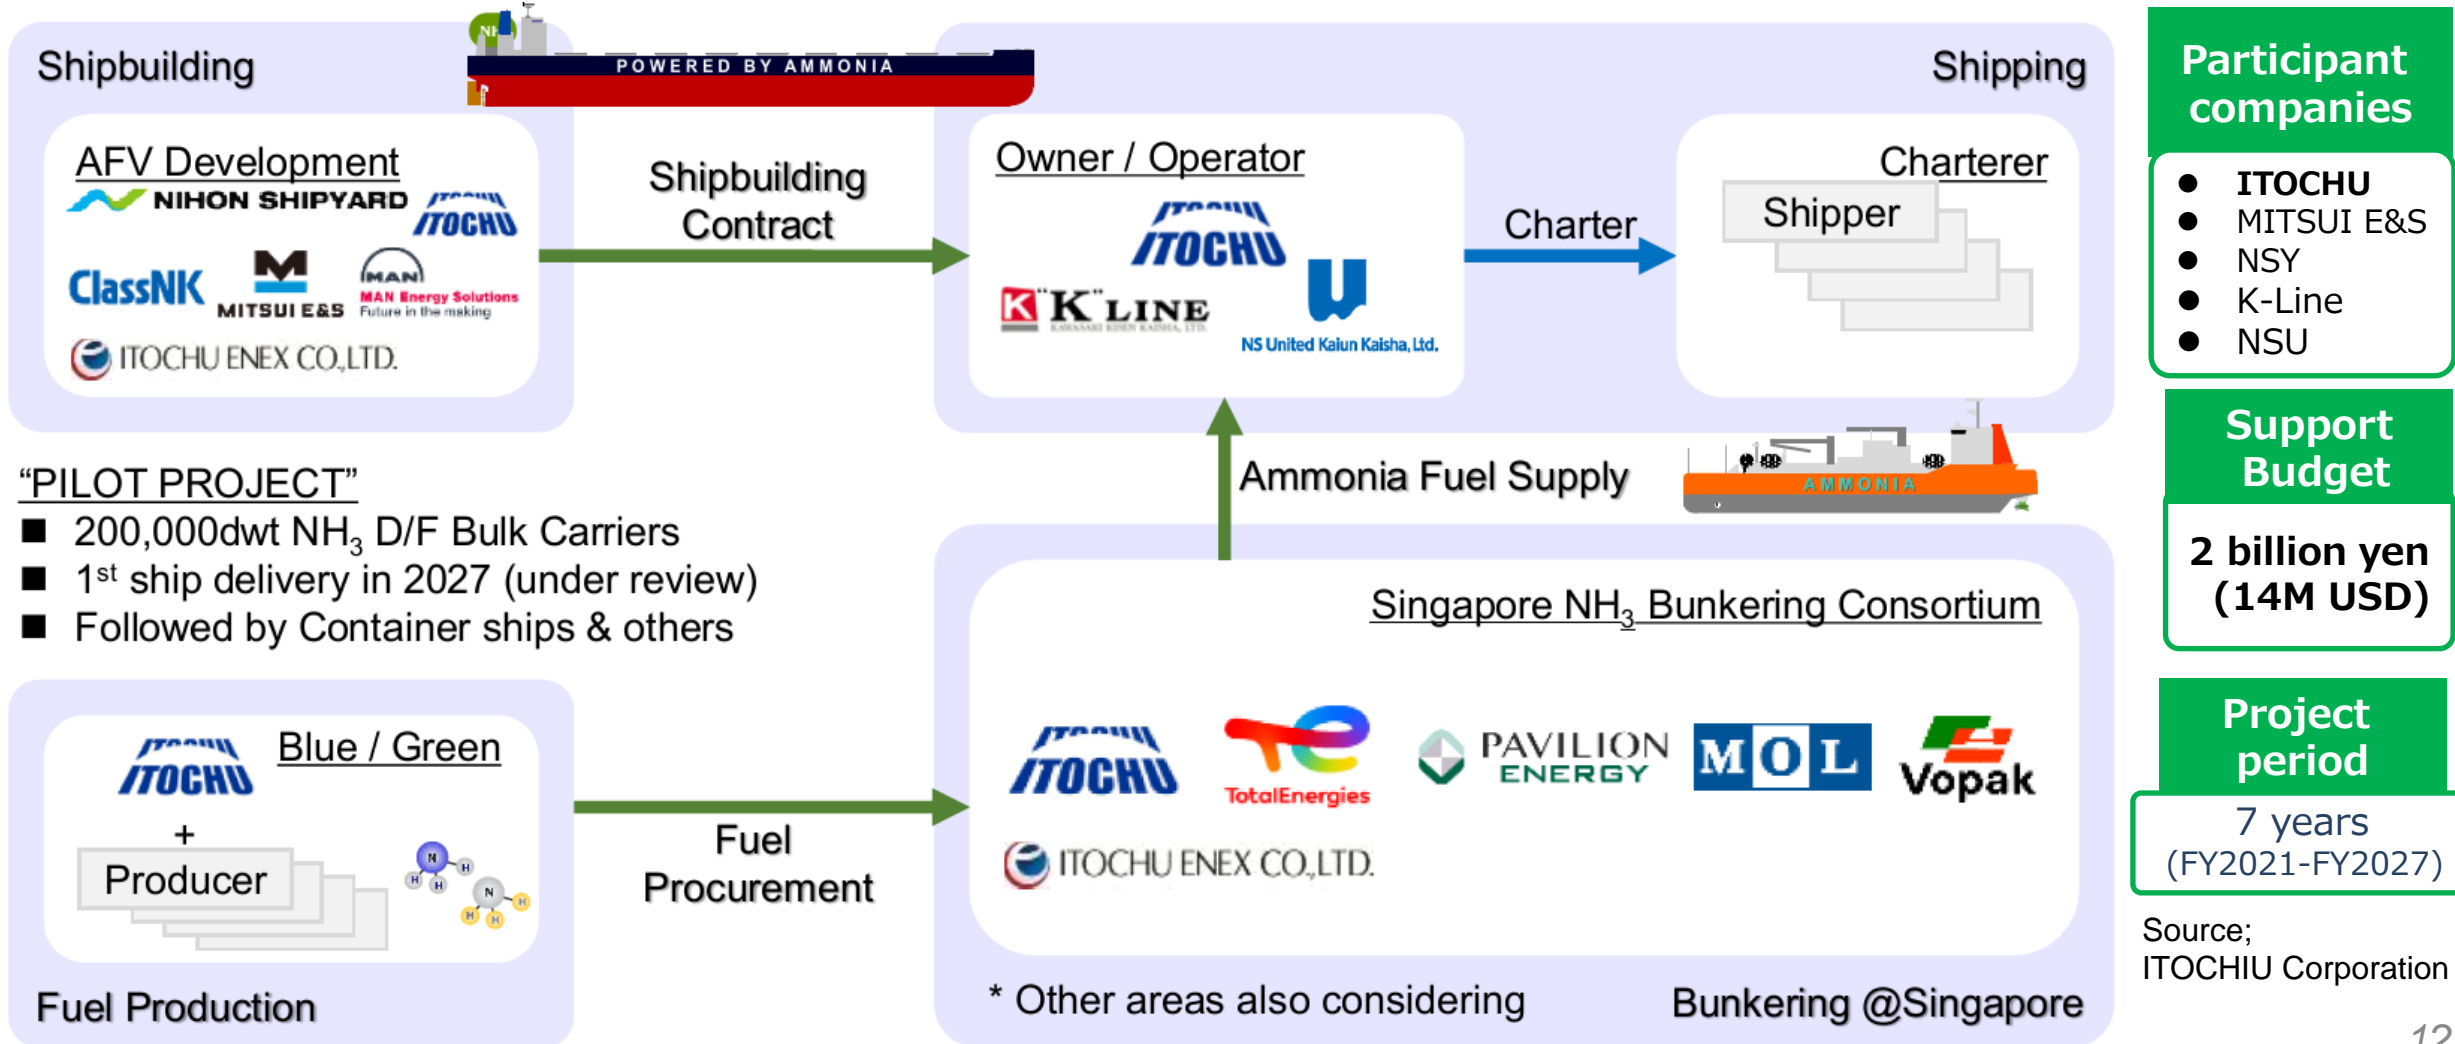 Shipbuilding
NH
POWERED BY AMMONIA
Shipping
AFV Development
NIHON SHIPYARD
ITOCHU
ClassNK
MITSUI E&S
MAN
MAN Energy Solutions
Future in the making
ITOCHU ENEX CO.,LTD.
Shipbuilding
Contract
Owner / Operator
ITOCHU
K "K" LINE
KAWASAKI KISEN KAISHA, LTD.
NS United Kaiun Kaisha, Ltd.
Charter
Charterer
Shipper
"PILOT PROJECT"
■ 200,000dwt NH₃ D/F Bulk Carriers
■ 1st ship delivery in 2027 (under review)
■ Followed by Container ships & others
Ammonia Fuel Supply
AMMONIA
ITOCHU
Blue / Green
+
Producer
N H H H
N H H H
Fuel Production
Fuel
Procurement
Singapore NH₃ Bunkering Consortium
ITOCHU
TotalEnergies
PAVILION
ENERGY
MOL
Vopak
ITOCHU ENEX CO.,LTD.
* Other areas also considering
Bunkering @Singapore
Participant
companies
● ITOCHU
● MITSUI E&S
● NSY
● K-Line
● NSU
Support
Budget
2 billion yen
(14M USD)
Project
period
7 years
(FY2021-FY2027)
Source;
ITOCHIU Corporation
12